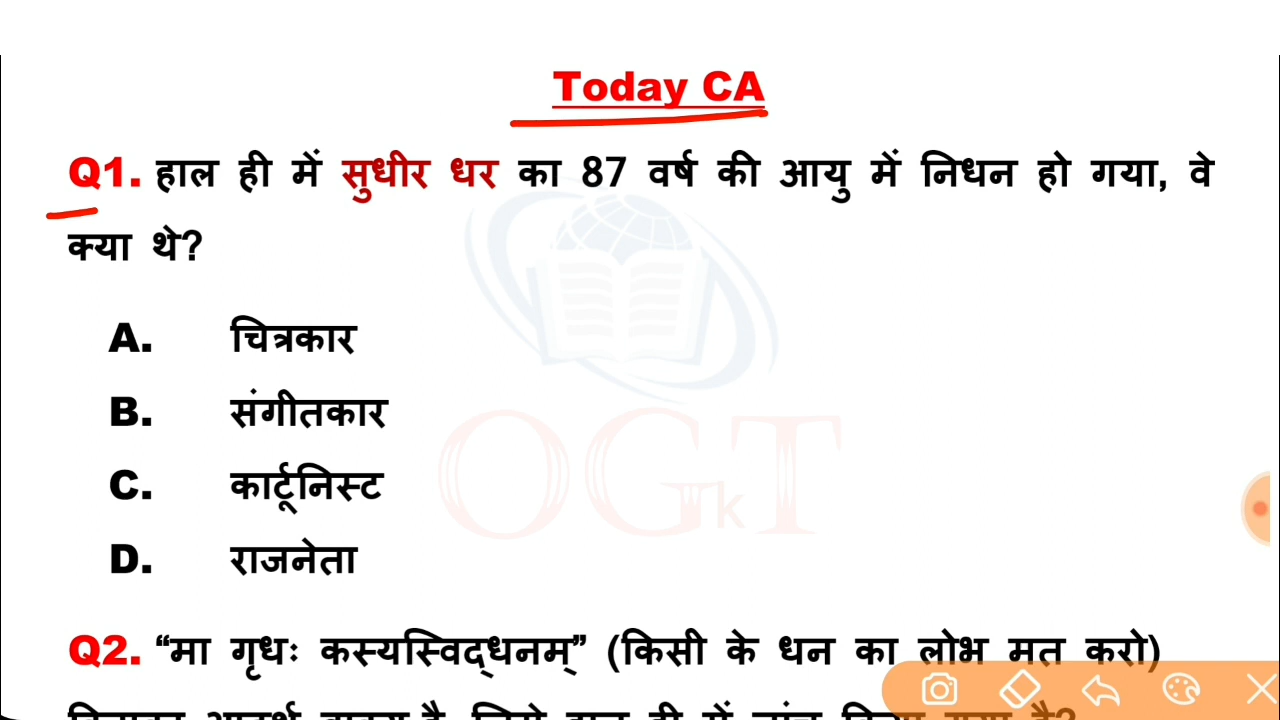 Today CA
Q1. हाल ही में सुधीर धर का 87 वर्ष की आयु में निधन हो गया, वे
क्या थे?
A. चित्रकार
B. संगीतकार
C. कार्टूनिस्ट
D. राजनेता
OGkT
Q2. “मा गृधः कस्यस्विद्धनम्” (किसी के धन का लोभ मत करो)